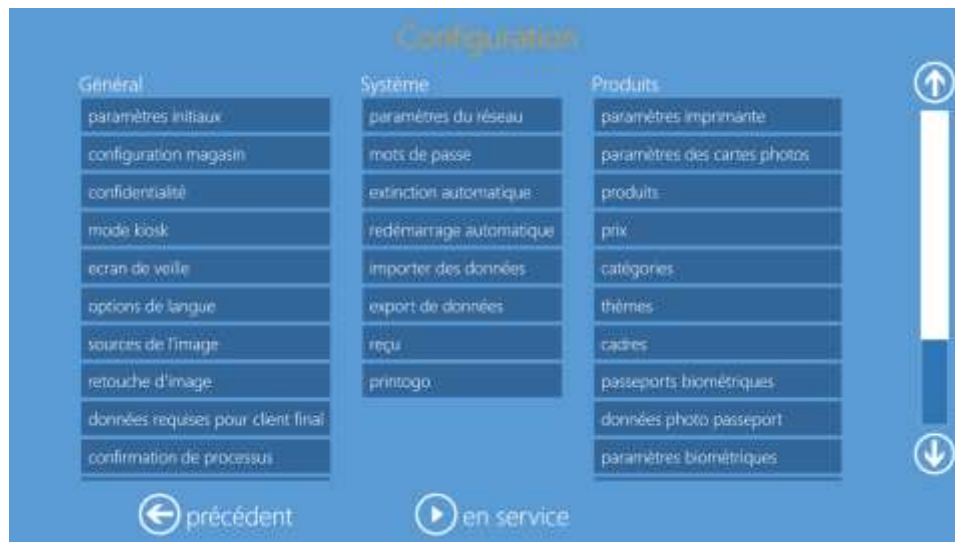 Configuration
Général
paramètres initiaux
configuration magasin
confidentialité
mode kiosk
ecran de veille
options de langue
sources de l'image
retouche d'image
données requises pour client final
confirmation de processus
Système
paramètres du réseau
mots de passe
extinction automatique
redémarrage automatique
importer des données
export de données
reçu
printogo
Produits
paramètres imprimante
paramètres des cartes photos
produits
prix
catégories
thèmes
cadres
passeports biométriques
données photo passeport
paramètres biométriques
précédent
en service